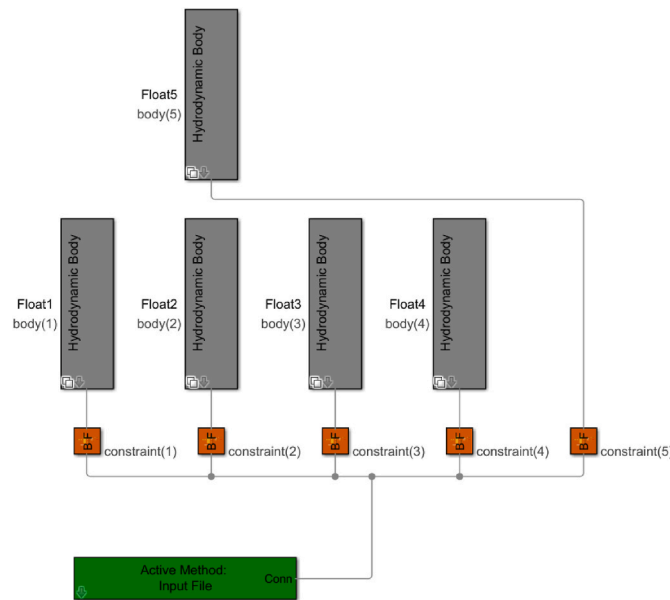 Float5
body(5)
Hydrodynamic Body
Float1
body(1)
Hydrodynamic Body
Float2
body(2)
Hydrodynamic Body
Float3
body(3)
Hydrodynamic Body
Float4
body(4)
Hydrodynamic Body
B F
constraint(1)
B F
constraint(2)
B F
constraint(3)
B F
constraint(4)
B F
constraint(5)
Active Method:
Input File
Conn